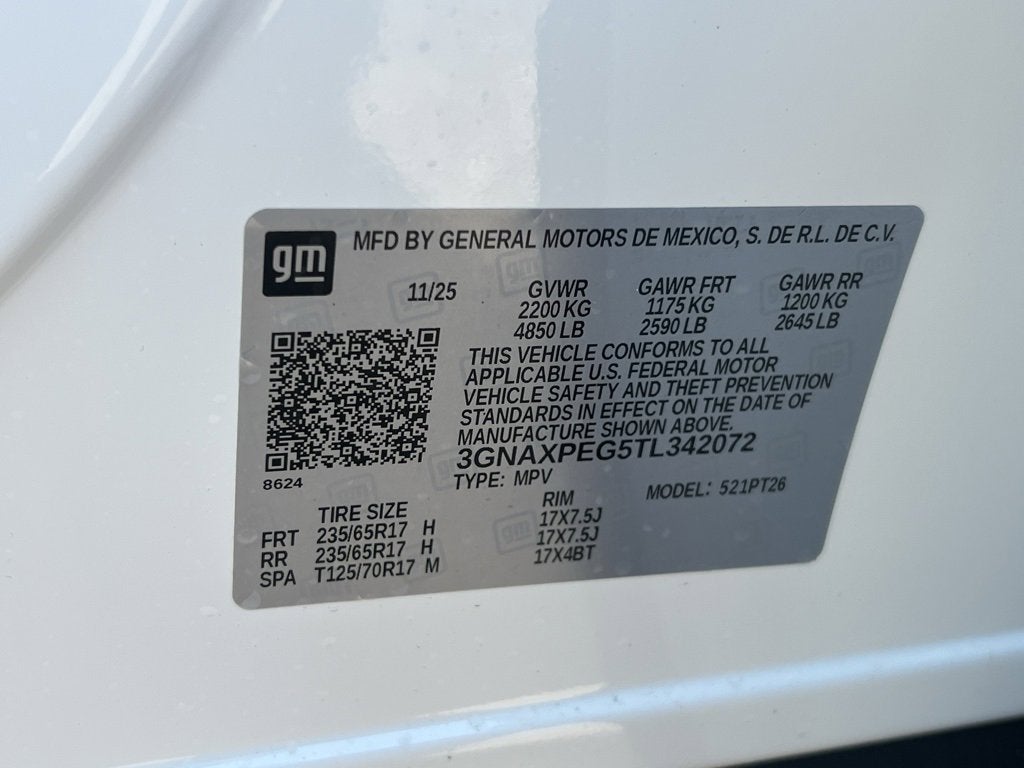 gm MFD BY GENERAL MOTORS DE MEXICO, S. DE R.L. DE C.V.
11/25 GVWR GAWR FRT GAWR RR
2200 KG 1175 KG 1200 KG
4850 LB 2590 LB 2645 LB
THIS VEHICLE CONFORMS TO ALL
APPLICABLE U.S. FEDERAL MOTOR
VEHICLE SAFETY AND THEFT PREVENTION
STANDARDS IN EFFECT ON THE DATE OF
MANUFACTURE SHOWN ABOVE.
3GNAXPEG5TL342072
8624 TYPE: MPV MODEL: 521PT26
TIRE SIZE RIM
FRT 235/65R17 H 17X7.5J
RR 235/65R17 H 17X7.5J
SPA T125/70R17 M 17X4BT